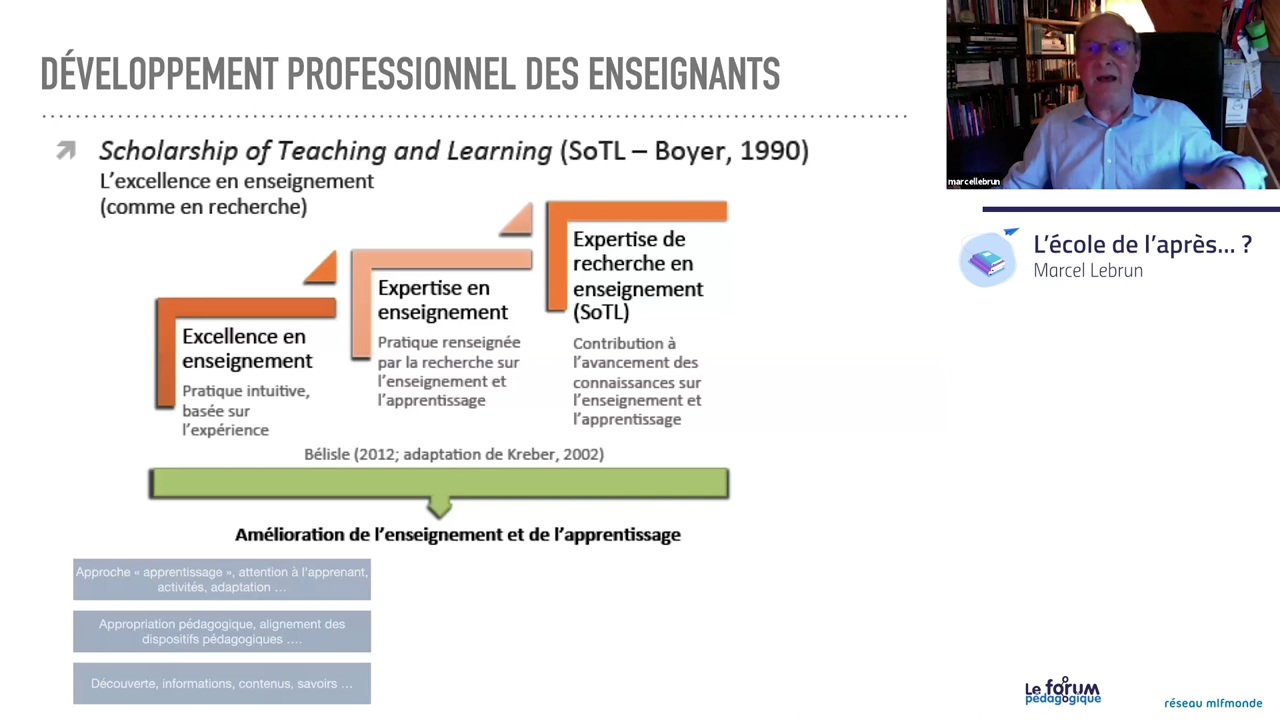 DÉVELOPPEMENT PROFESSIONNEL DES ENSEIGNANTS
Scholarship of Teaching and Learning (SoTL – Boyer, 1990)
L'excellence en enseignement
(comme en recherche)
Excellence en
enseignement
Pratique intuitive,
basée sur
l'expérience
Expertise en
enseignement
Pratique renseignée
par la recherche sur
l'enseignement et
l'apprentissage
Expertise de
recherche en
enseignement
(SoTL)
Contribution à
l'avancement des
connaissances sur
l'enseignement et
l'apprentissage
Bélisle (2012; adaptation de Kreber, 2002)
Amélioration de l'enseignement et de l'apprentissage
Approche « apprentissage », attention à l'apprenant,
activités, adaptation …
Appropriation pédagogique, alignement des
dispositifs pédagogiques ….
Découverte, informations, contenus, savoirs …
marcellebrun
L'école de l'après... ?
Marcel Lebrun
Le forum
pédagogique
réseau mlfmonde